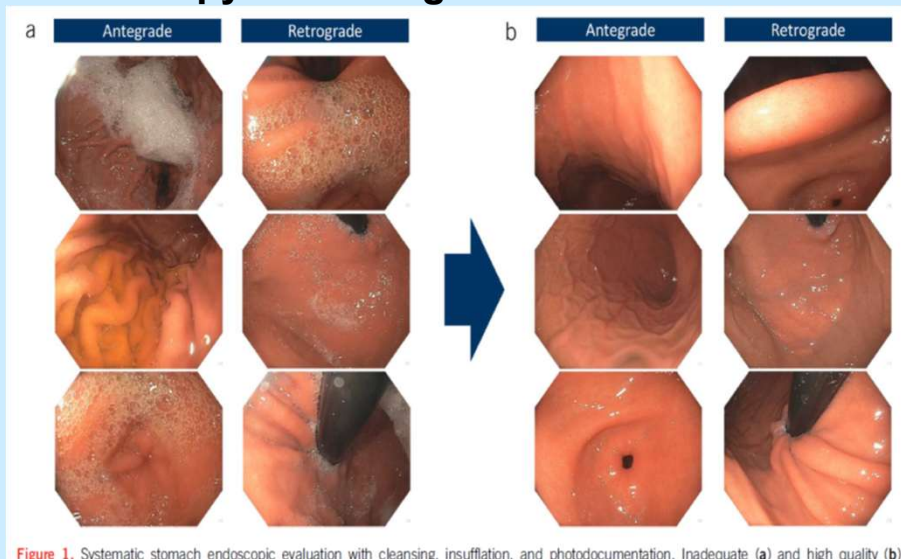 a
Antegrade
Retrograde
b
Antegrade
Retrograde
Figure 1. Systematic stomach endoscopic evaluation with cleansing, insufflation, and photodocumentation. Inadequate (a) and high quality (b)